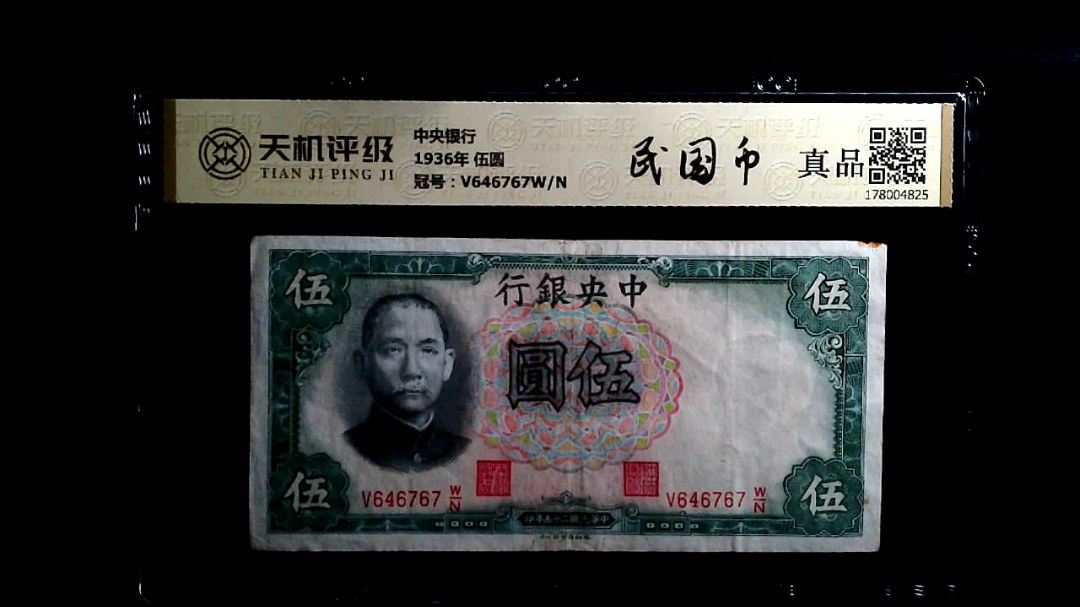 天机评级
TIAN JI PING JI
中央银行
1936年 伍圆
冠号：V646767W/N
民国币
真品
178004825
伍
伍
行銀央中
圓伍
伍
伍
V646767 W/N
V646767 W/N